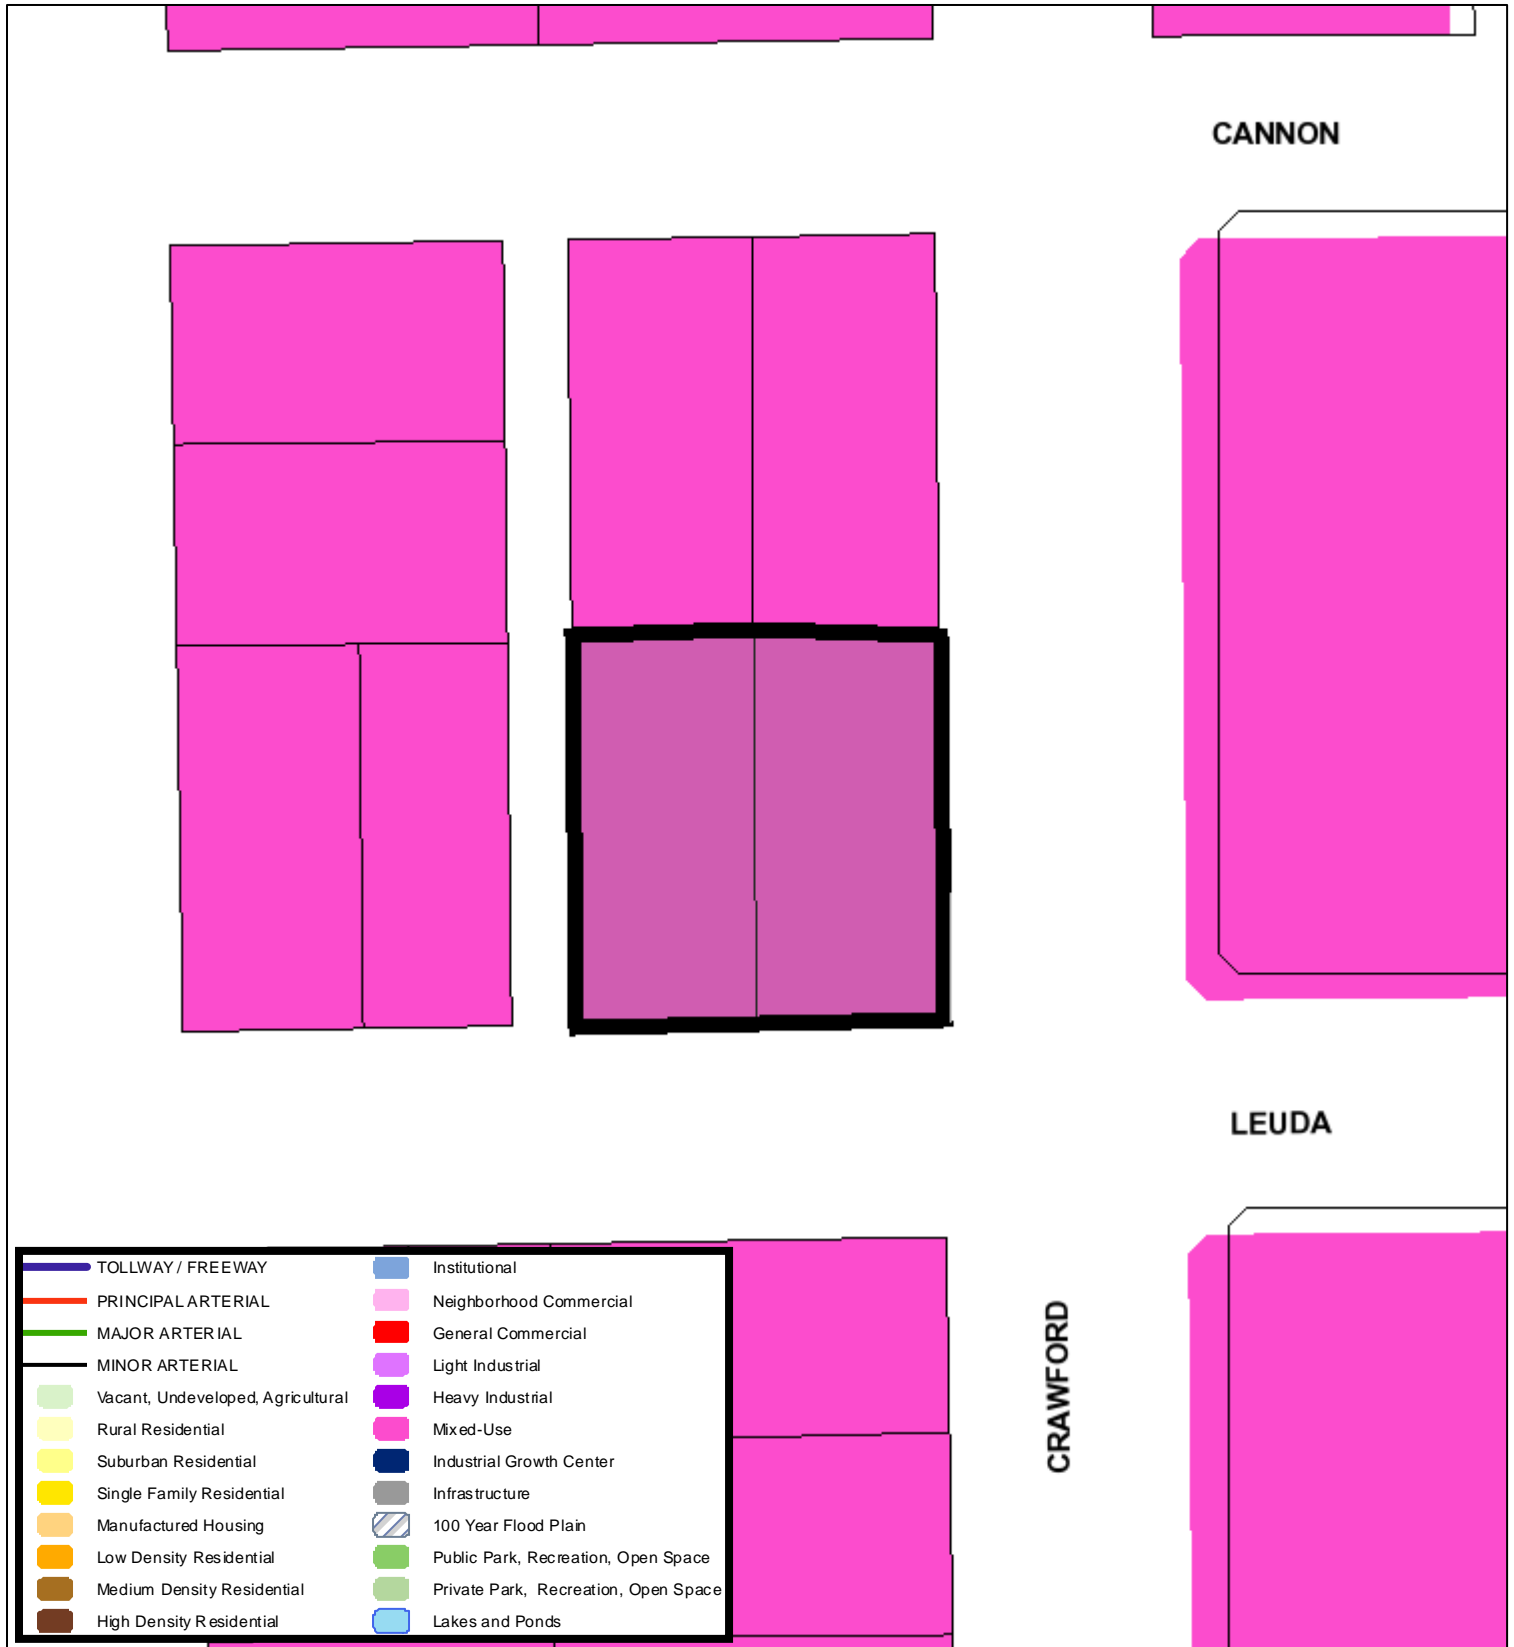 CANNON
LEUDA
CRAWFORD
TOLLWAY / FREEWAY
PRINCIPAL ARTERIAL
MAJOR ARTERIAL
MINOR ARTERIAL
Vacant, Undeveloped, Agricultural
Rural Residential
Suburban Residential
Single Family Residential
Manufactured Housing
Low Density Residential
Medium Density Residential
High Density Residential
Institutional
Neighborhood Commercial
General Commercial
Light Industrial
Heavy Industrial
Mixed-Use
Industrial Growth Center
Infrastructure
100 Year Flood Plain
Public Park, Recreation, Open Space
Private Park, Recreation, Open Space
Lakes and Ponds